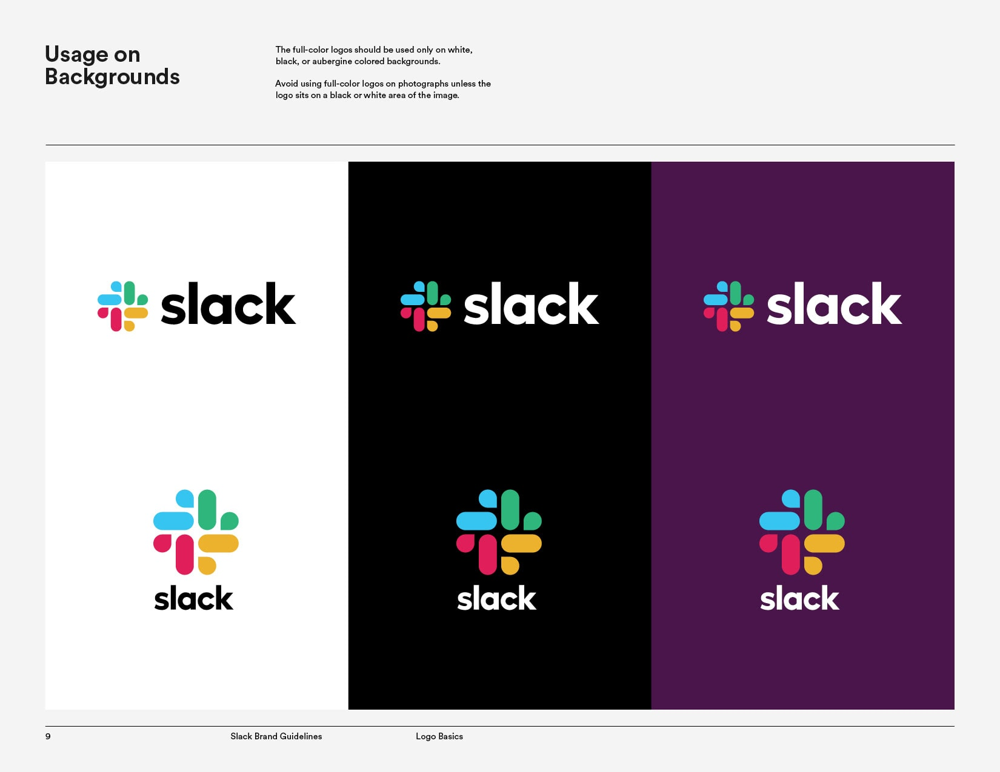 Usage on
Backgrounds
The full-color logos should be used only on white,
black, or aubergine colored backgrounds.
Avoid using full-color logos on photographs unless the
logo sits on a black or white area of the image.
slack
slack
slack
slack
slack
slack
9
Slack Brand Guidelines
Logo Basics